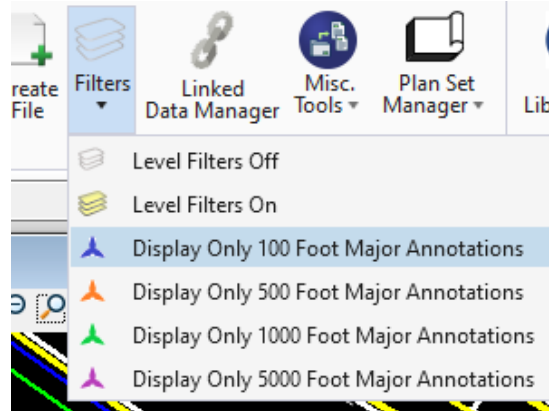 reate
File
Filters
Linked
Data Manager
Misc.
Tools
Plan Set
Manager
Lib
Level Filters Off
Level Filters On
Display Only 100 Foot Major Annotations
Display Only 500 Foot Major Annotations
Display Only 1000 Foot Major Annotations
Display Only 5000 Foot Major Annotations